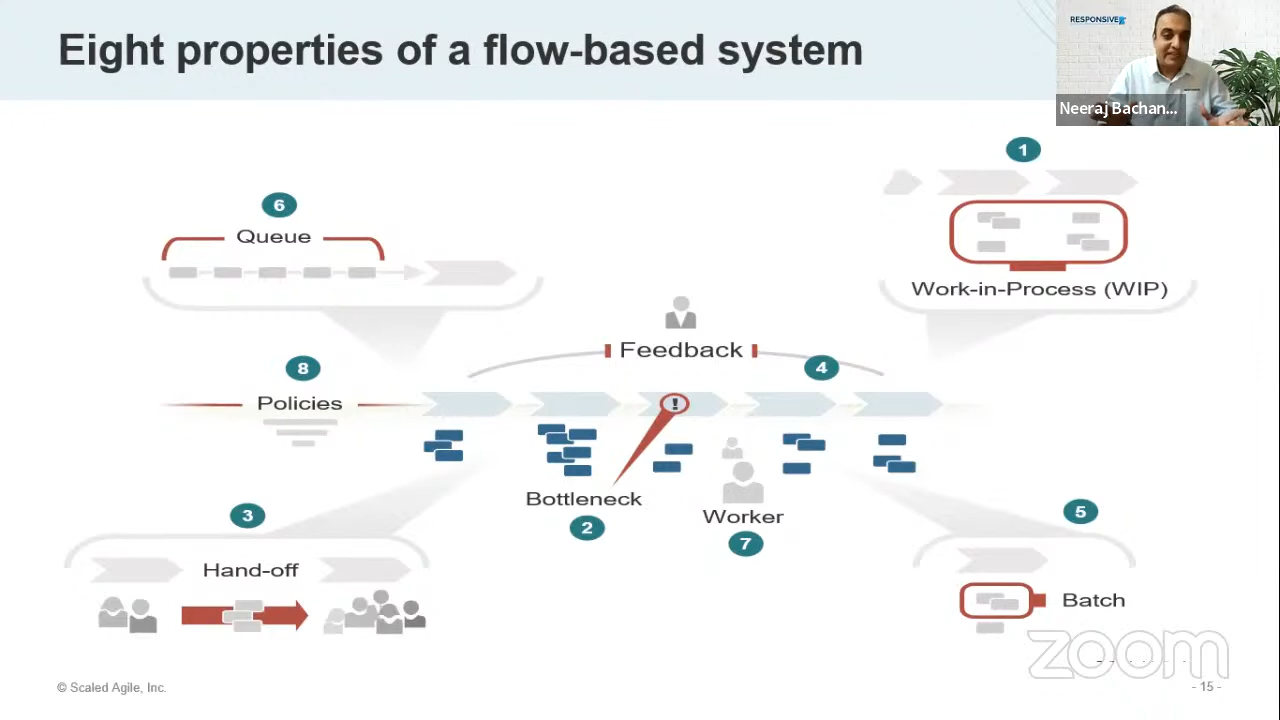 Eight properties of a flow-based system
RESPONSIVE
Neeraj Bachan...
1
6
Queue
Work-in-Process (WIP)
Feedback
8
4
Policies
!
Bottleneck
2
Worker
7
3
Hand-off
5
Batch
zoom
© Scaled Agile, Inc.
- 15 -